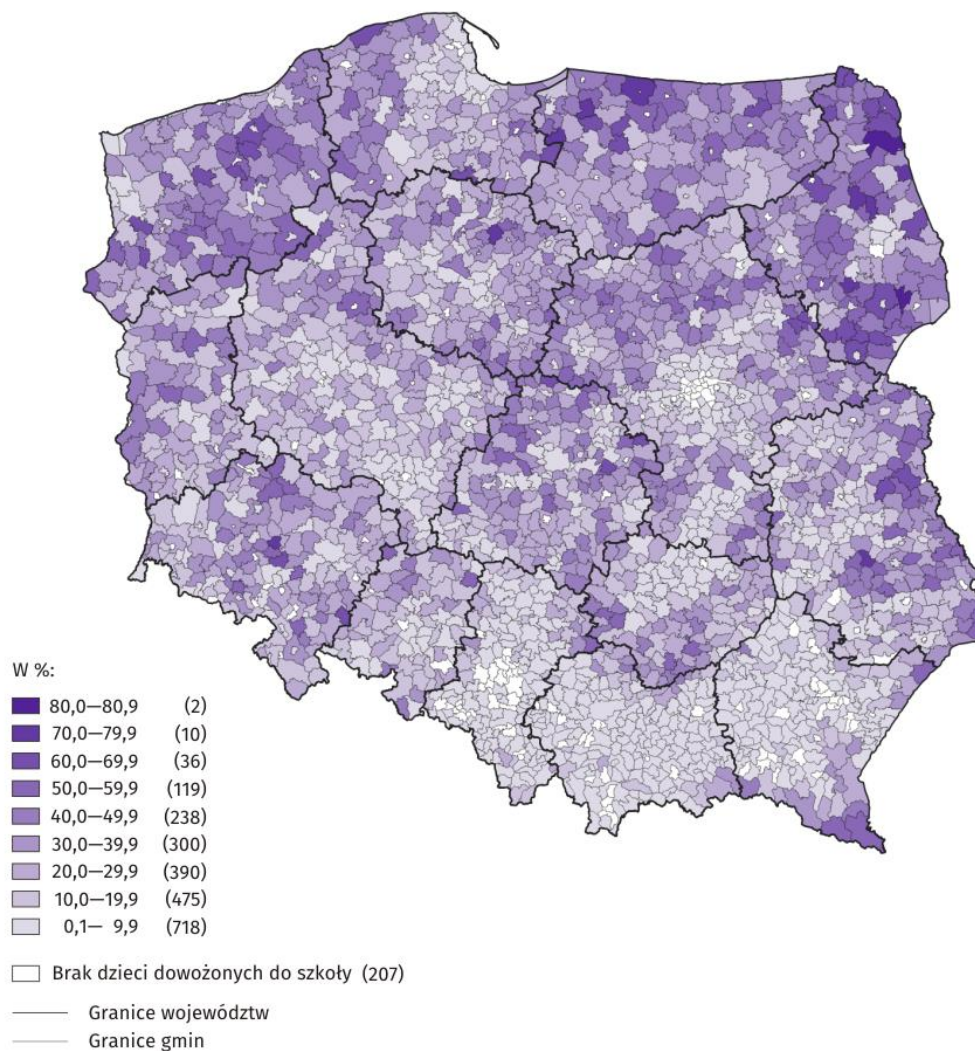 W %:
80,0—80,9 (2)
70,0—79,9 (10)
60,0—69,9 (36)
50,0—59,9 (119)
40,0—49,9 (238)
30,0—39,9 (300)
20,0—29,9 (390)
10,0—19,9 (475)
0,1— 9,9 (718)
Brak dzieci dowożonych do szkoły (207)
Granice województw
Granice gmin